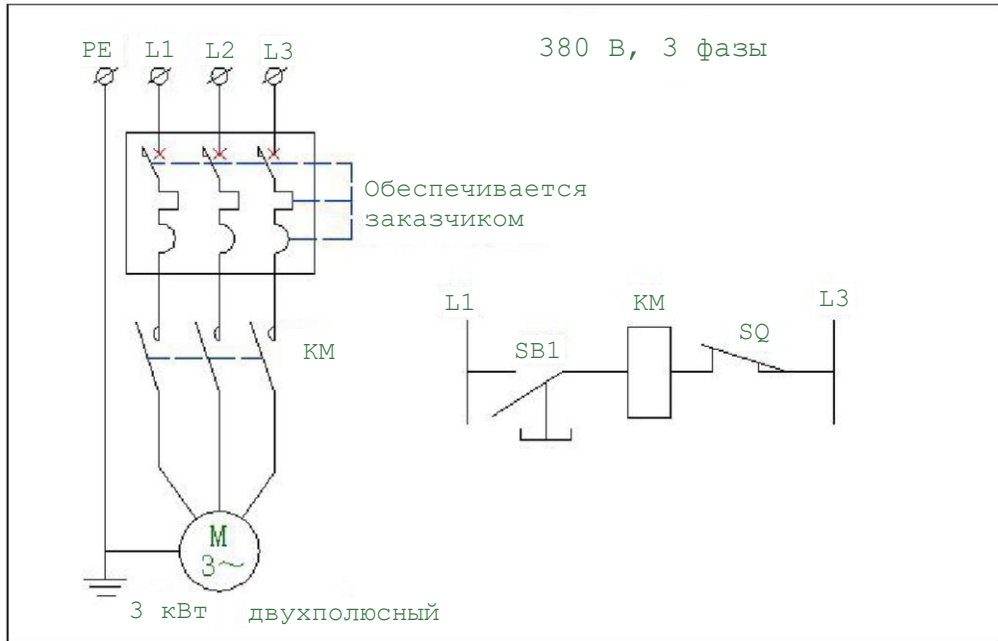 PE L1 L2 L3
380 В, 3 фазы
Обеспечивается
заказчиком
KM
L1 KM L3
SB1 SQ
M
3~
3 кВт двухполюсный